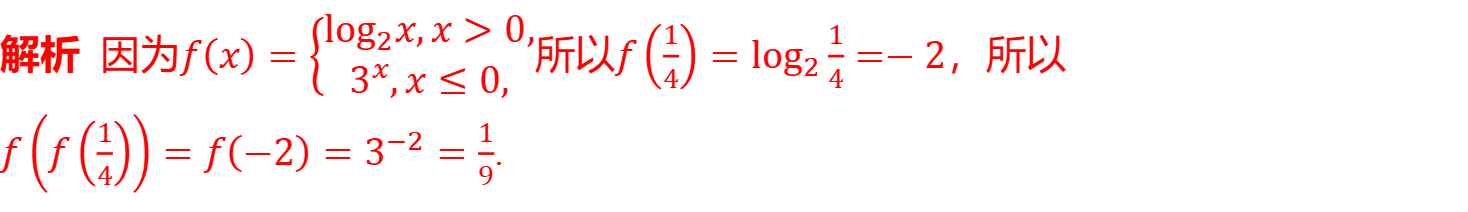 解析 因为f(x) = {log₂x, x > 0, 3ˣ, x ≤ 0, 所以f(1/4) = log₂ 1/4 =− 2，所以
f(f(1/4)) = f(−2) = 3⁻² = 1/9.